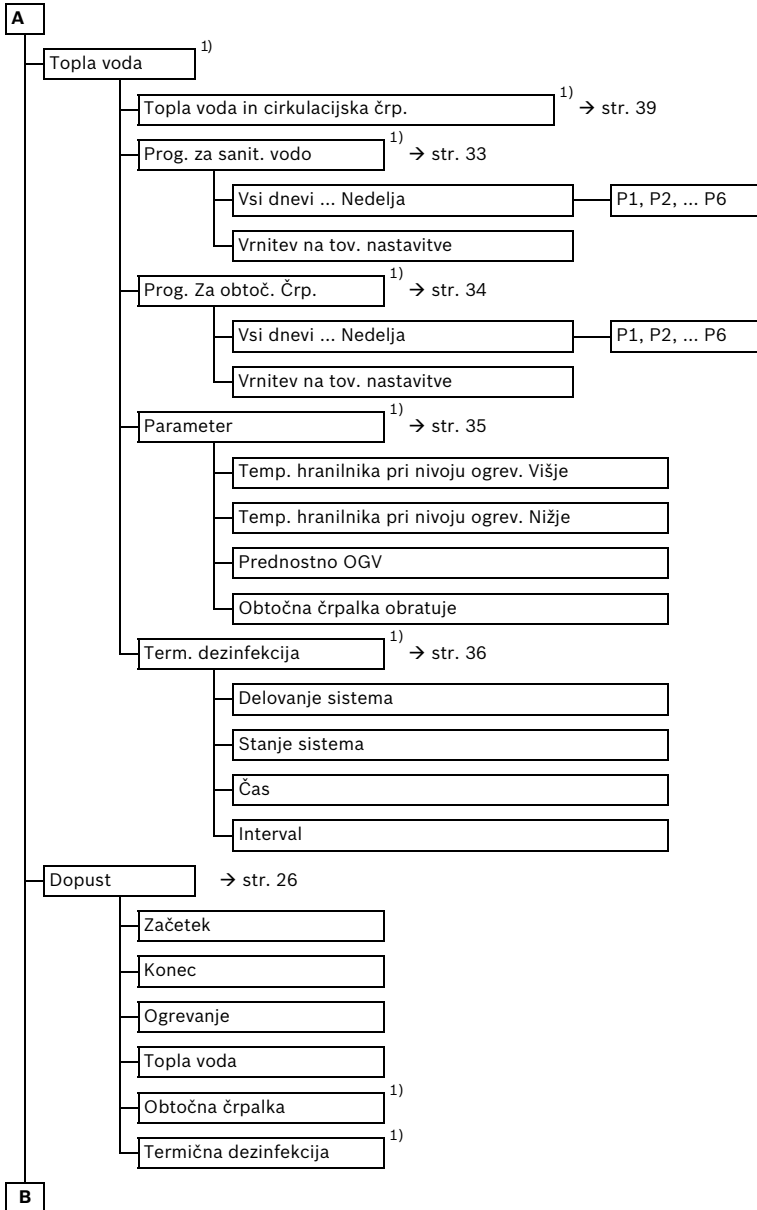 A
Topla voda 1)
Topla voda in cirkulacijska črp. 1) → str. 39
Prog. za sanit. vodo 1) → str. 33
Vsi dnevi ... Nedelja P1, P2, ... P6
Vrnitev na tov. nastavitve
Prog. Za obtoč. Črp. 1) → str. 34
Vsi dnevi ... Nedelja P1, P2, ... P6
Vrnitev na tov. nastavitve
Parameter 1) → str. 35
Temp. hranilnika pri nivoju ogrev. Višje
Temp. hranilnika pri nivoju ogrev. Nižje
Prednostno OGV
Obtočna črpalka obratuje
Term. dezinfekcija 1) → str. 36
Delovanje sistema
Stanje sistema
Čas
Interval
Dopust → str. 26
Začetek
Konec
Ogrevanje
Topla voda
Obtočna črpalka 1)
Termična dezinfekcija 1)
B